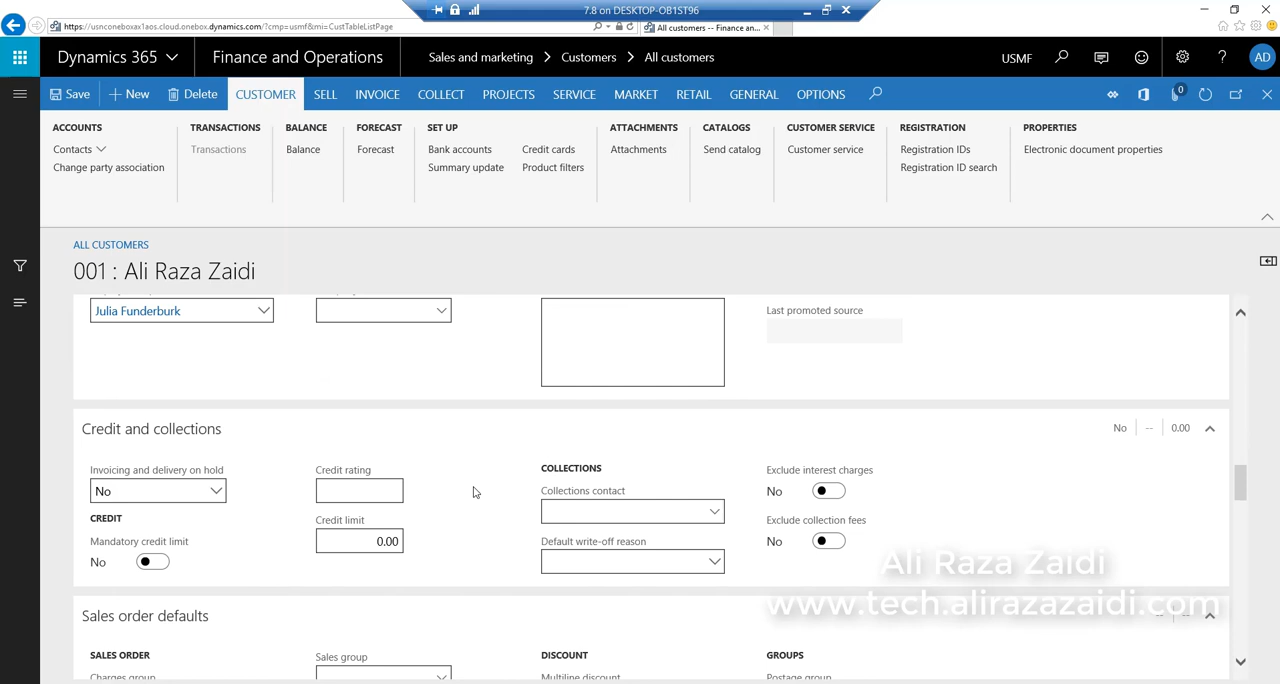 7.8 on DESKTOP-OB1ST96
https://usnconeboxax1aos.cloud.onebox.dynamics.com/?cmp=usmf&mi=CustTableListPage
All customers -- Finance an...
Dynamics 365
Finance and Operations
Sales and marketing > Customers > All customers
USMF
?
AD
Save
+ New
Delete
CUSTOMER
SELL
INVOICE
COLLECT
PROJECTS
SERVICE
MARKET
RETAIL
GENERAL
OPTIONS
0
ACCOUNTS
TRANSACTIONS
BALANCE
FORECAST
SET UP
ATTACHMENTS
CATALOGS
CUSTOMER SERVICE
REGISTRATION
PROPERTIES
Contacts
Transactions
Balance
Forecast
Bank accounts
Credit cards
Attachments
Send catalog
Customer service
Registration IDs
Electronic document properties
Change party association
Summary update
Product filters
Registration ID search
ALL CUSTOMERS
001 : Ali Raza Zaidi
Julia Funderburk
Last promoted source
Credit and collections
No
--
0.00
Invoicing and delivery on hold
Credit rating
COLLECTIONS
Exclude interest charges
No
Collections contact
No
CREDIT
Credit limit
Exclude collection fees
Mandatory credit limit
0.00
Default write-off reason
No
No
Ali Raza Zaidi
www.tech.alirazazaidi.com
Sales order defaults
SALES ORDER
Sales group
DISCOUNT
GROUPS
Charges group
Multiline discount
Postage group